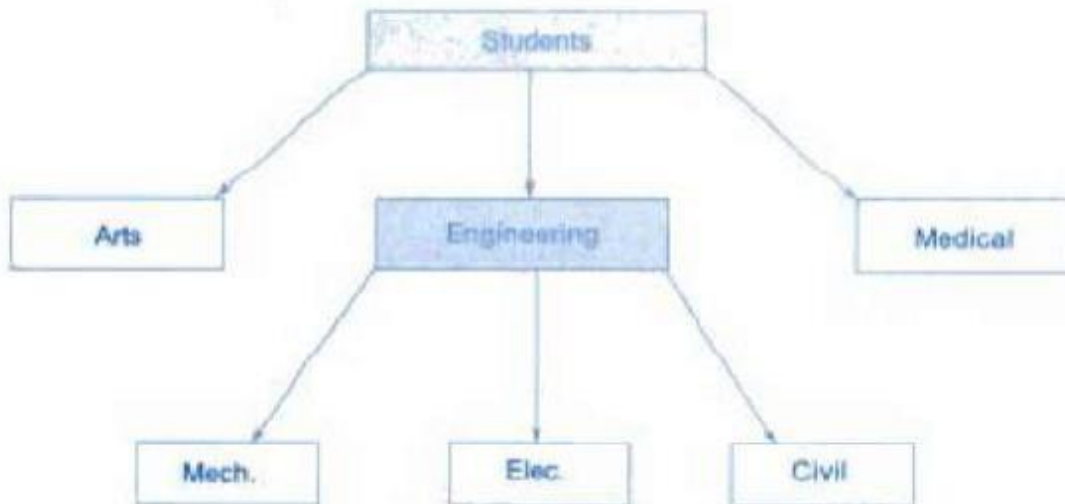 Students
Arts
Engineering
Medical
Mech.
Elec.
Civil